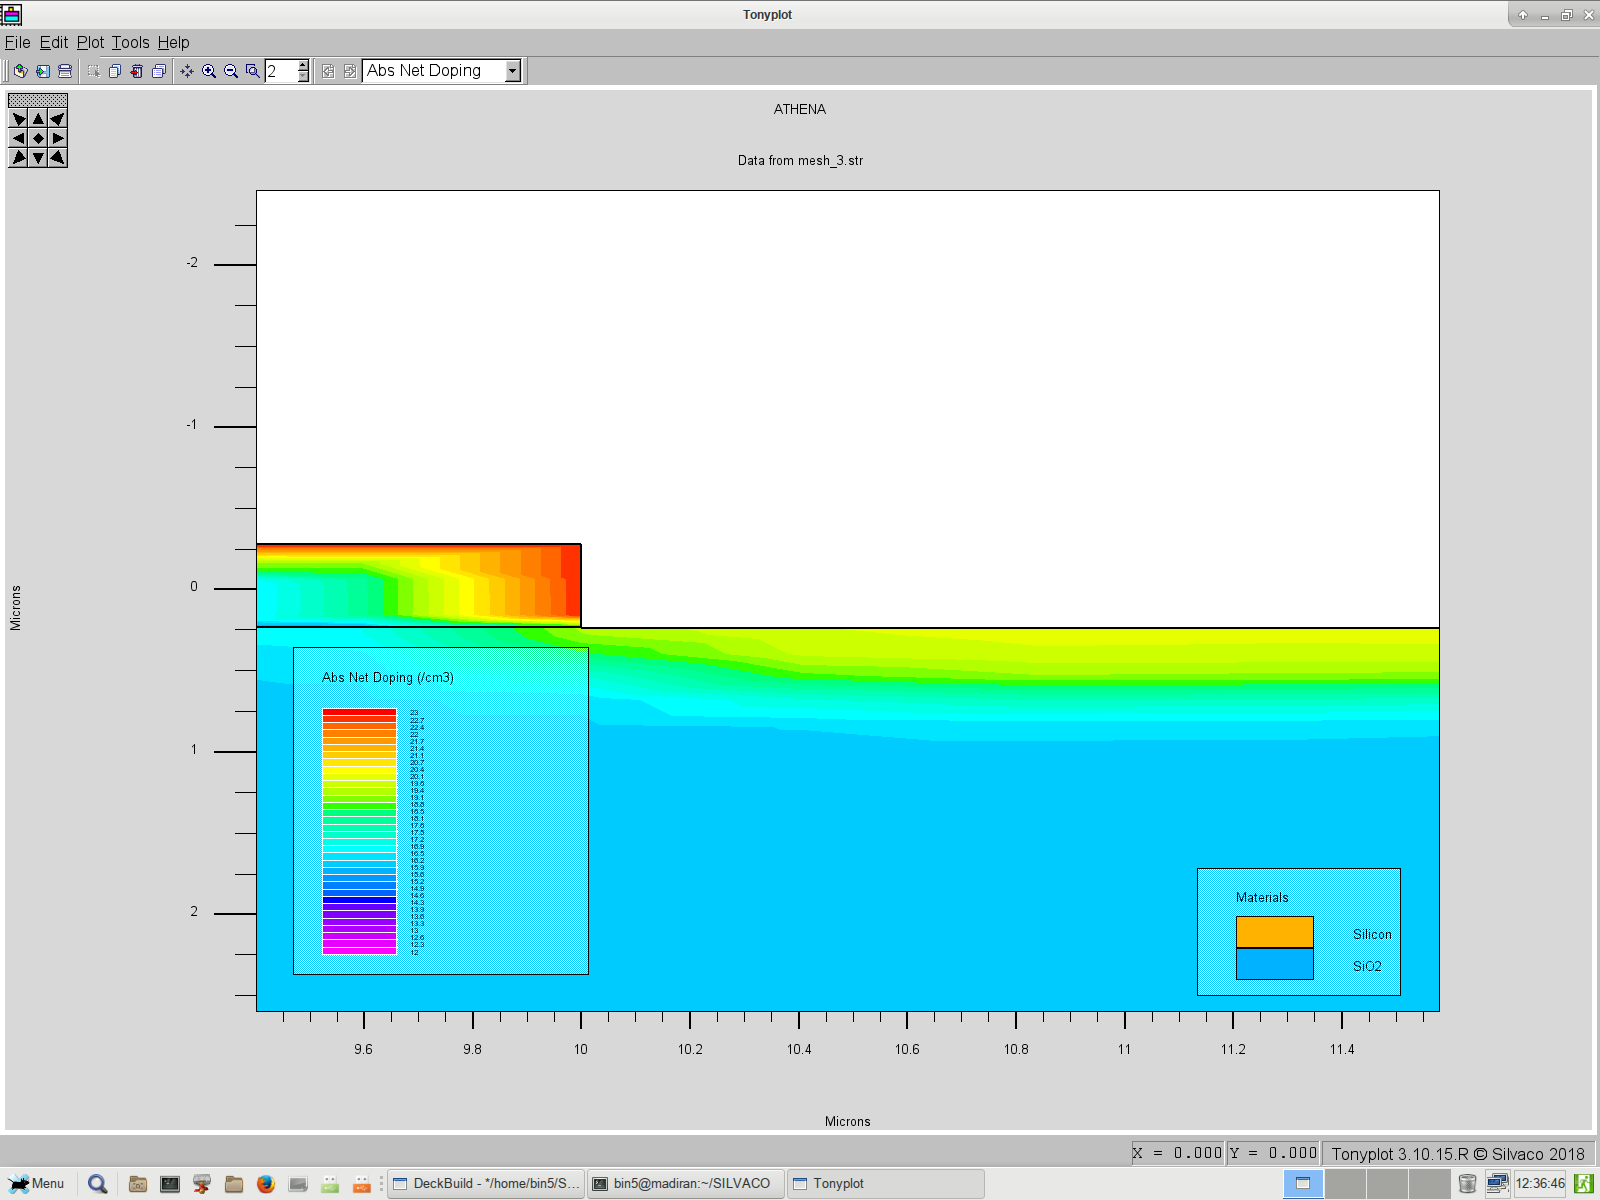 Tonyplot
File Edit Plot Tools Help
2 Abs Net Doping
ATHENA
Data from mesh_3.str
Microns
-2
-1
0
1
2
Abs Net Doping (/cm3)
23
22.7
22.4
22
21.7
21.4
21.1
20.7
20.4
20.1
19.8
19.4
19.1
18.8
18.5
18.1
17.8
17.5
17.2
16.9
16.5
16.2
15.9
15.6
15.2
14.9
14.6
14.3
13.9
13.6
13.3
13
12.6
12.3
12
Materials
Silicon
SiO2
9.6 9.8 10 10.2 10.4 10.6 10.8 11 11.2 11.4
Microns
X = 0.000 Y = 0.000 Tonyplot 3.10.15.R © Silvaco 2018
Menu DeckBuild - */home/bin5/S... bin5@madiran:~/SILVACO Tonyplot 12:36:46